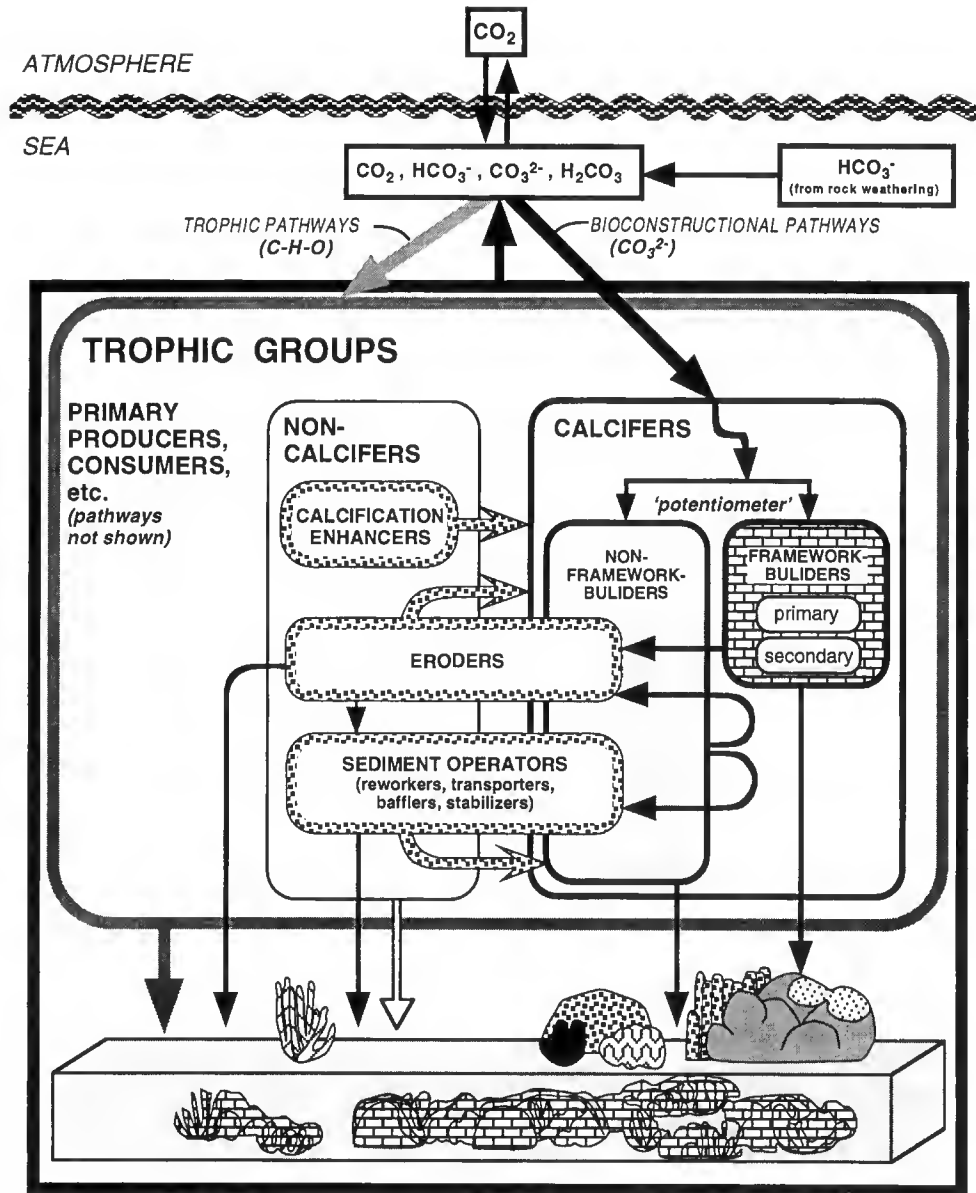 CO₂
ATMOSPHERE
SEA
CO₂ , HCO₃⁻, CO₃²⁻, H₂CO₃
HCO₃⁻
(from rock weathering)
TROPHIC PATHWAYS
(C-H-O)
BIOCONSTRUCTIONAL PATHWAYS
(CO₃²⁻)
TROPHIC GROUPS
PRIMARY
PRODUCERS,
CONSUMERS,
etc.
(pathways
not shown)
NON-
CALCIFERS
CALCIFERS
CALCIFICATION
ENHANCERS
'potentiometer'
NON-
FRAMEWORK-
BULIDERS
FRAMEWORK-
BULIDERS
primary
secondary
ERODERS
SEDIMENT OPERATORS
(reworkers, transporters,
bafflers, stabilizers)